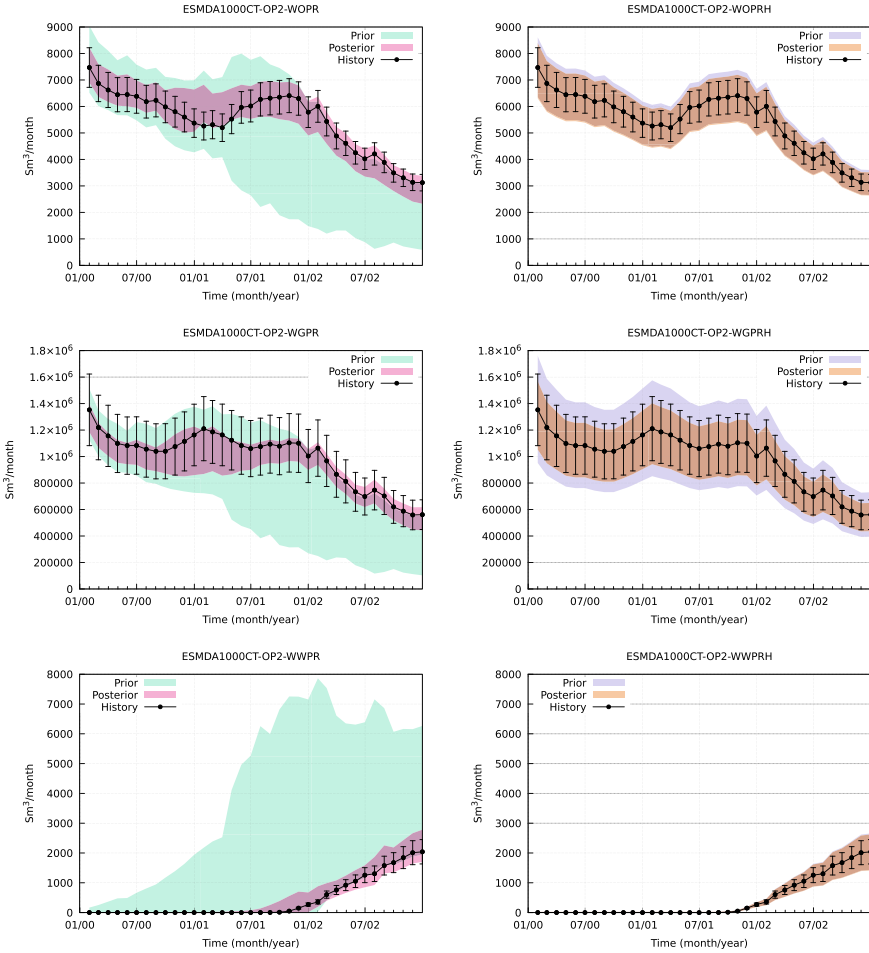 ESMDA1000CT-OP2-WOPR
9000
8000
7000
6000
5000
4000
3000
2000
1000
0
Sm³/month
Prior
Posterior
History
01/00
07/00
01/01
07/01
01/02
07/02
Time (month/year)
ESMDA1000CT-OP2-WOPRH
9000
8000
7000
6000
5000
4000
3000
2000
1000
0
Sm³/month
Prior
Posterior
History
01/00
07/00
01/01
07/01
01/02
07/02
Time (month/year)
ESMDA1000CT-OP2-WGPR
1.8×10⁶
1.6×10⁶
1.4×10⁶
1.2×10⁶
1×10⁶
800000
600000
400000
200000
0
Sm³/month
Prior
Posterior
History
01/00
07/00
01/01
07/01
01/02
07/02
Time (month/year)
ESMDA1000CT-OP2-WGPRH
1.8×10⁶
1.6×10⁶
1.4×10⁶
1.2×10⁶
1×10⁶
800000
600000
400000
200000
0
Sm³/month
Prior
Posterior
History
01/00
07/00
01/01
07/01
01/02
07/02
Time (month/year)
ESMDA1000CT-OP2-WWPR
8000
7000
6000
5000
4000
3000
2000
1000
0
Sm³/month
Prior
Posterior
History
01/00
07/00
01/01
07/01
01/02
07/02
Time (month/year)
ESMDA1000CT-OP2-WWPRH
8000
7000
6000
5000
4000
3000
2000
1000
0
Sm³/month
Prior
Posterior
History
01/00
07/00
01/01
07/01
01/02
07/02
Time (month/year)